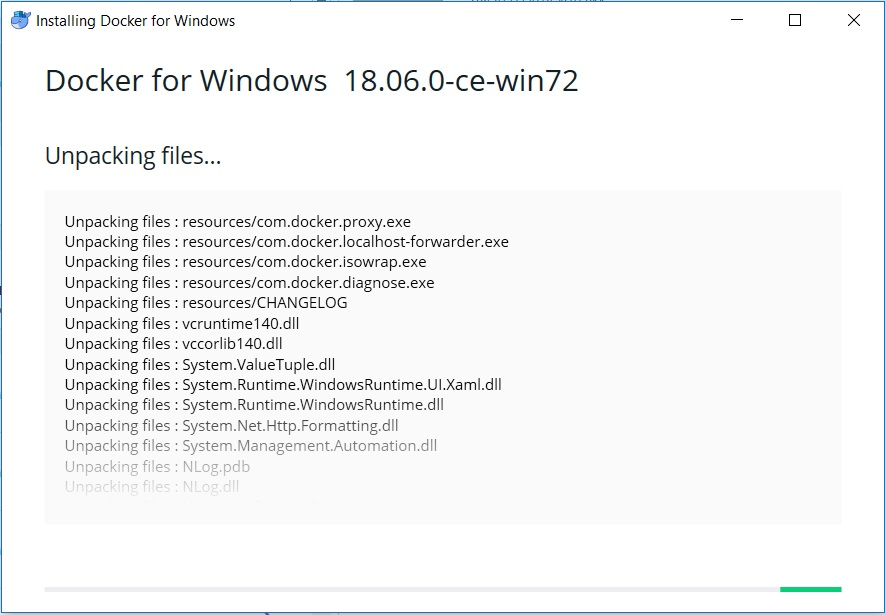 Installing Docker for Windows
Docker for Windows 18.06.0-ce-win72
Unpacking files...
Unpacking files : resources/com.docker.proxy.exe
Unpacking files : resources/com.docker.localhost-forwarder.exe
Unpacking files : resources/com.docker.isowrap.exe
Unpacking files : resources/com.docker.diagnose.exe
Unpacking files : resources/CHANGELOG
Unpacking files : vcruntime140.dll
Unpacking files : vccorlib140.dll
Unpacking files : System.ValueTuple.dll
Unpacking files : System.Runtime.WindowsRuntime.UI.Xaml.dll
Unpacking files : System.Runtime.WindowsRuntime.dll
Unpacking files : System.Net.Http.Formatting.dll
Unpacking files : System.Management.Automation.dll
Unpacking files : NLog.pdb
Unpacking files : NLog.dll